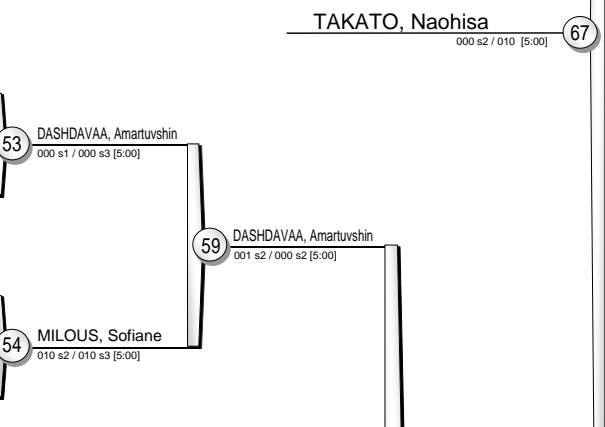 TAKATO, Naohisa
000 s2 / 010 [5:00]
67
53
DASHDAVAA, Amartuvshin
000 s1 / 000 s3 [5:00]
59
DASHDAVAA, Amartuvshin
001 s2 / 000 s2 [5:00]
54
MILOUS, Sofiane
010 s2 / 010 s3 [5:00]